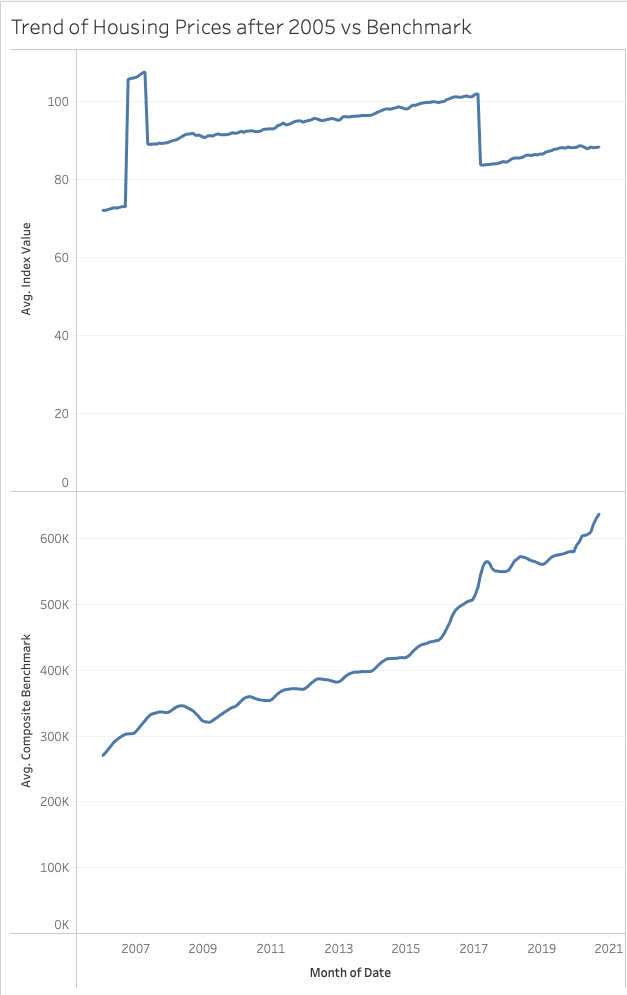 Trend of Housing Prices after 2005 vs Benchmark
100
80
60
40
20
0
Avg. Index Value
600K
500K
400K
300K
200K
100K
0K
Avg. Composite Benchmark
2007 2009 2011 2013 2015 2017 2019 2021
Month of Date